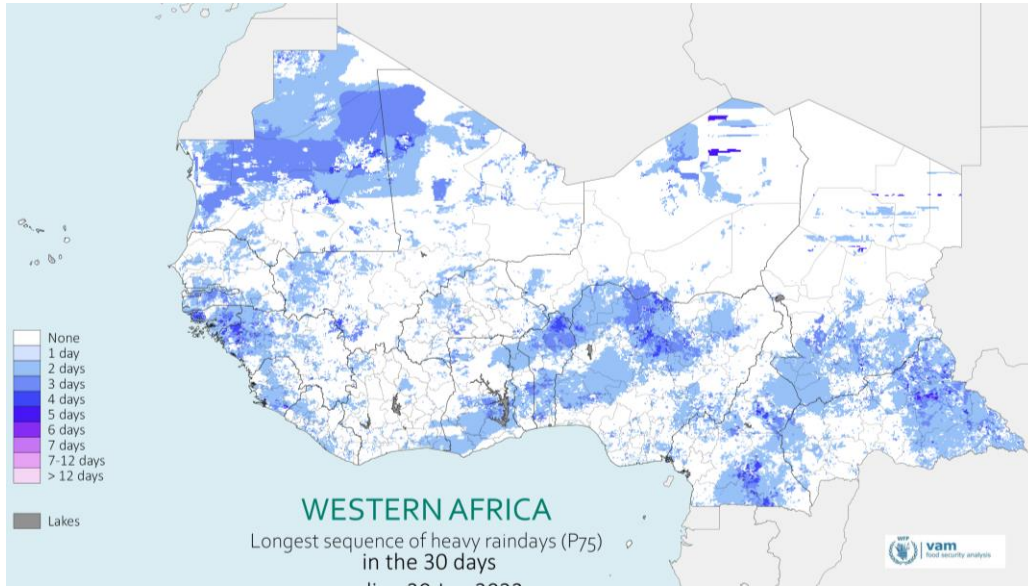 None
1 day
2 days
3 days
4 days
5 days
6 days
7 days
7-12 days
> 12 days
Lakes
WESTERN AFRICA
Longest sequence of heavy raindays (P75)
in the 30 days
WFP
vam
food security analysis